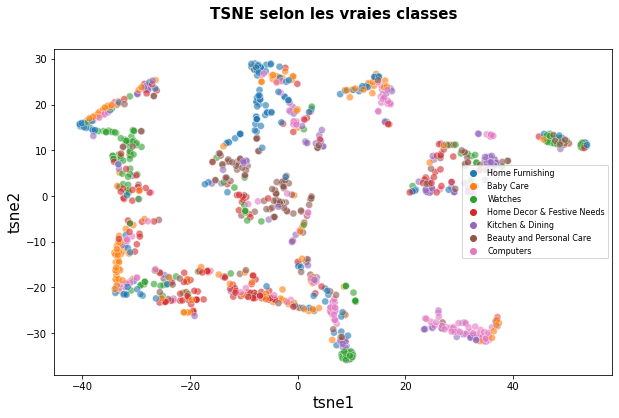 TSNE selon les vraies classes
30
20
10
0
−10
−20
−30
tsne2
Home Furnishing
Baby Care
Watches
Home Decor & Festive Needs
Kitchen & Dining
Beauty and Personal Care
Computers
−40 −20 0 20 40
tsne1